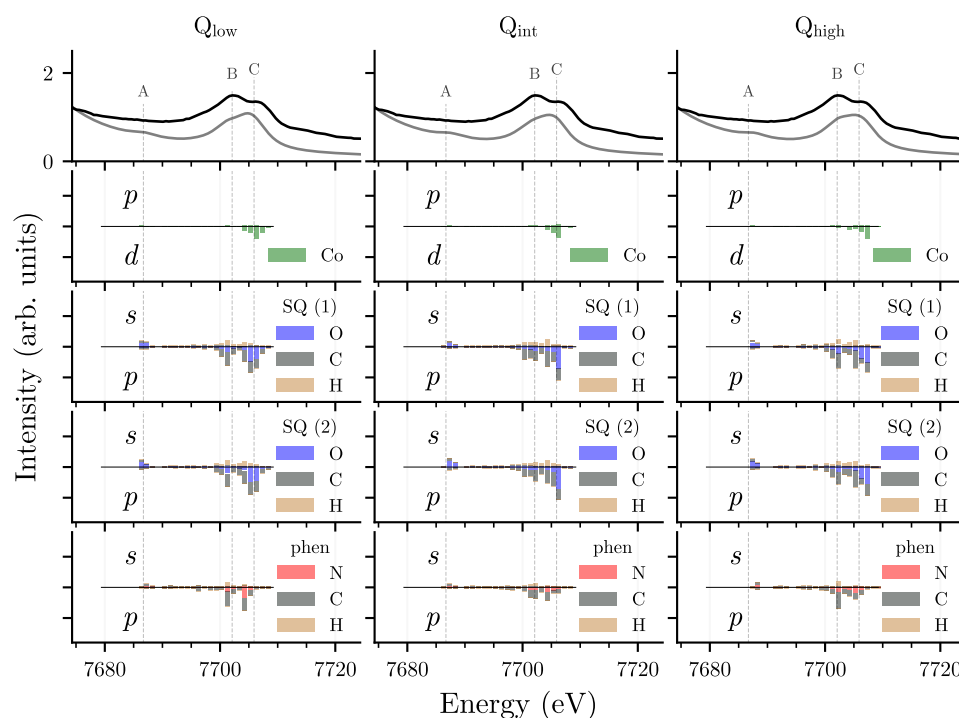 Q_low Q_int Q_high
A B C A B C A B C
2
0
p p p
d Co d Co d Co
Intensity (arb. units)
SQ (1) SQ (1) SQ (1)
s O s O s O
C C C
p H p H p H
SQ (2) SQ (2) SQ (2)
s O s O s O
C C C
p H p H p H
phen phen phen
s N s N s N
C C C
p H p H p H
7680 7700 7720 7680 7700 7720 7680 7700 7720
Energy (eV)